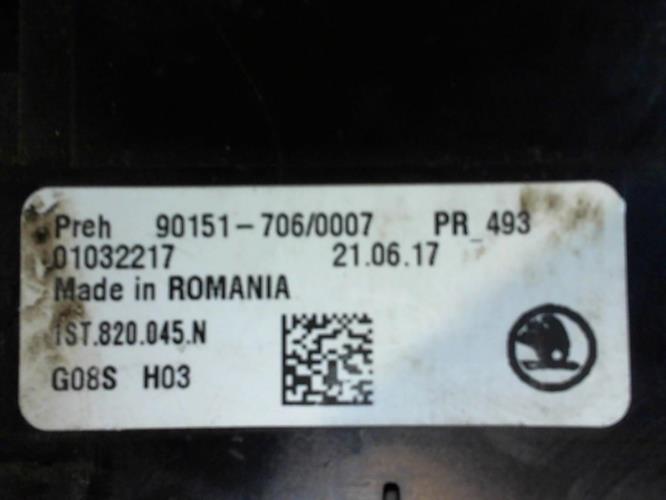 Preh 90151-706/0007 PR_493
01032217 21.06.17
Made in ROMANIA
1ST.820.045.N
G08S H03